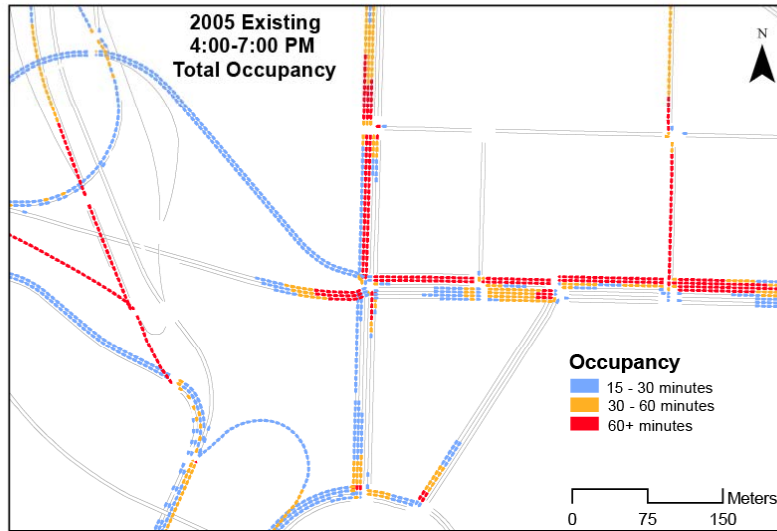 2005 Existing
4:00-7:00 PM
Total Occupancy
N
Occupancy
15 - 30 minutes
30 - 60 minutes
60+ minutes
Meters
0 75 150